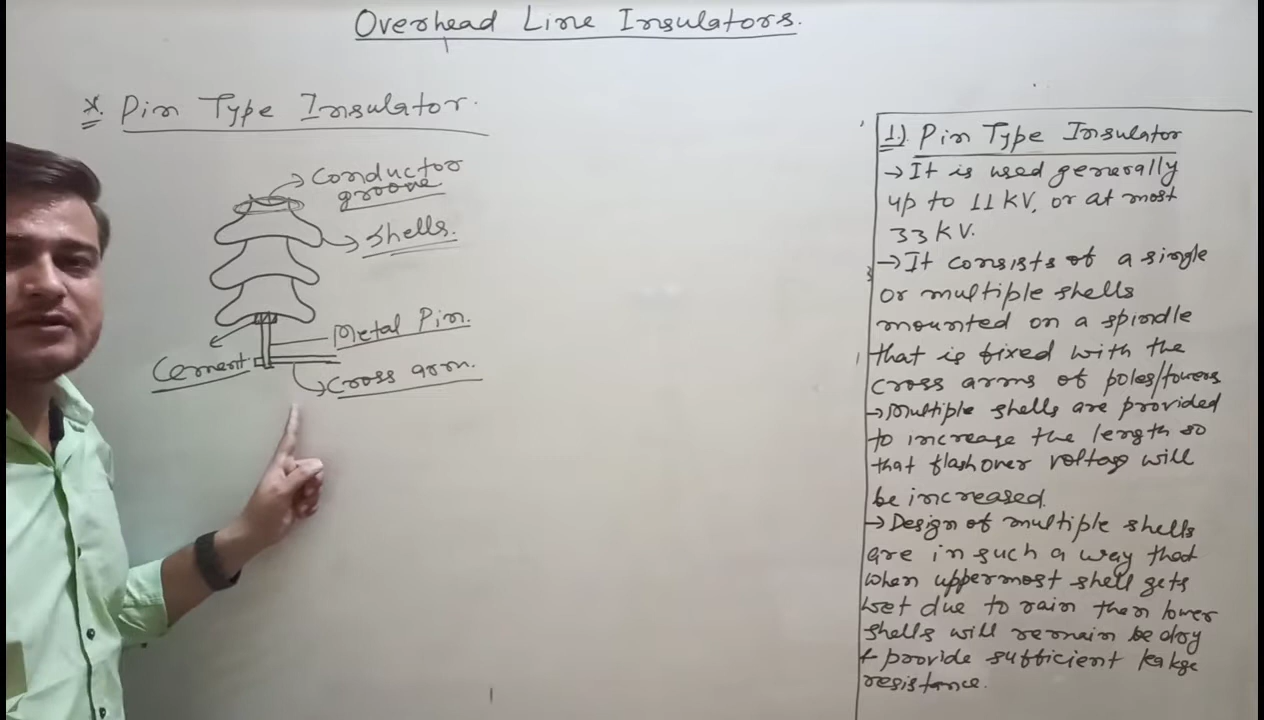 Overhead Line Insulators.
* Pin Type Insulator.
Conductor
groove
Shells.
Metal Pin.
Cement
Cross arm.
1.) Pin Type Insulator
→ It is used generally
up to 11 KV, or at most
33 KV.
→ It consists of a single
or multiple shells
mounted on a spindle
that is fixed with the
cross arms of poles/towers
→ Multiple shells are provided
to increase the length so
that flashover voltag will
be increased.
→ Design of multiple shells
are in such a way that
when uppermost shell gets
wet due to rain then lower
shells will remain be dry
+ provide sufficient
resistance.